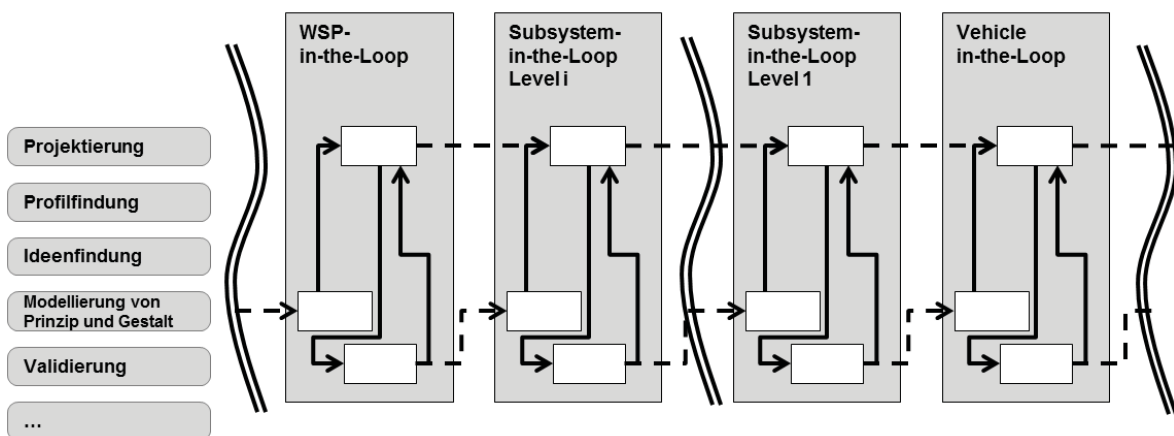 WSP-
in-the-Loop
Subsystem-
in-the-Loop
Level i
Subsystem-
in-the-Loop
Level 1
Vehicle
in-the-Loop
Projektierung
Profilfindung
Ideenfindung
Modellierung von
Prinzip und Gestalt
Validierung
...